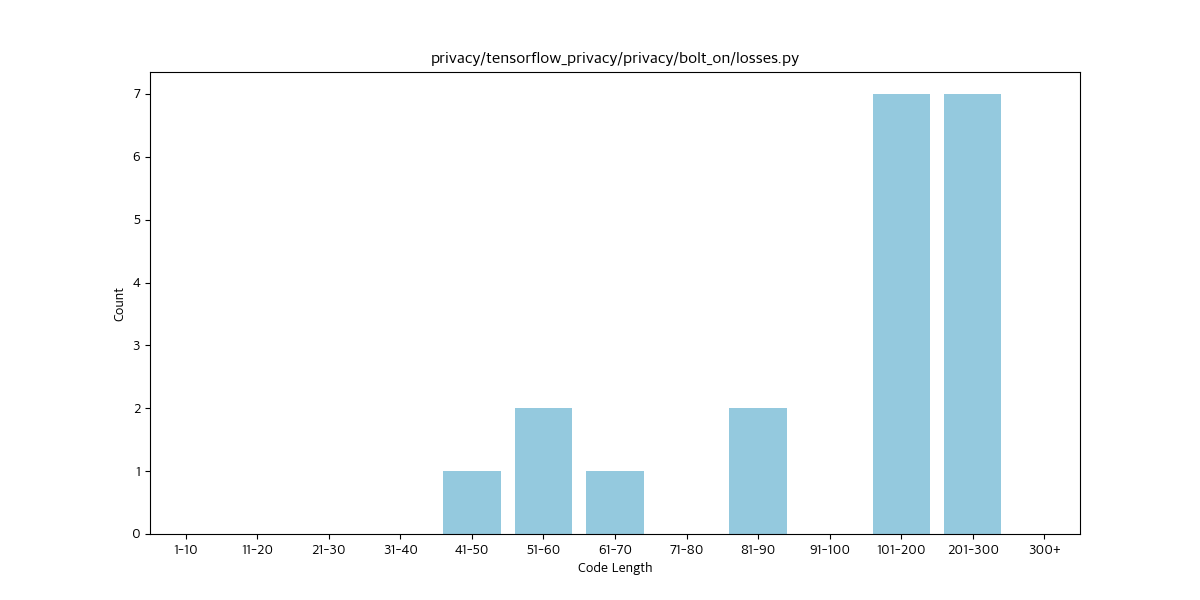 privacy/tensorflow_privacy/privacy/bolt_on/losses.py
7
6
5
4
3
2
1
0
Count
1-10 11-20 21-30 31-40 41-50 51-60 61-70 71-80 81-90 91-100 101-200 201-300 300+
Code Length